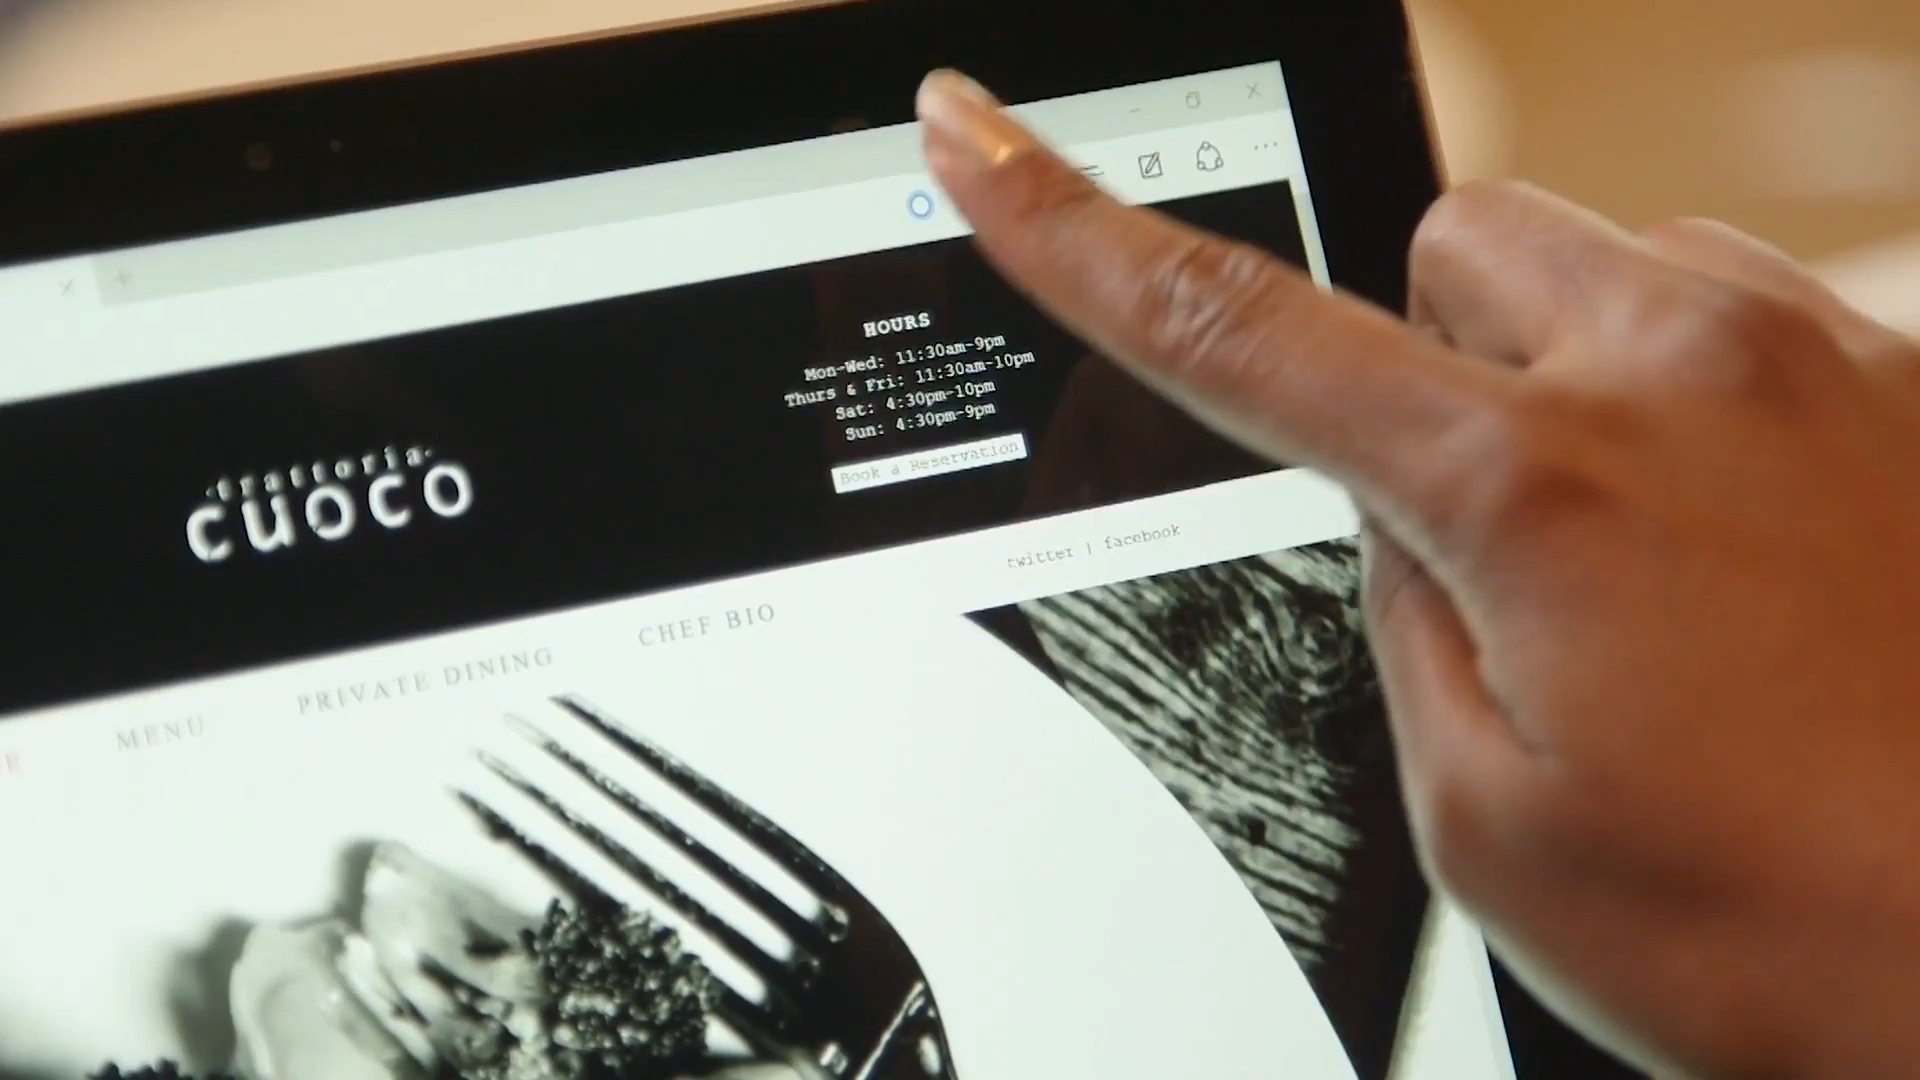 HOURS
Mon-Wed: 11:30am-9pm
Thurs & Fri: 11:30am-10pm
Sat: 4:30pm-10pm
Sun: 4:30pm-9pm
Book a Reservation
·trattoria·
cuoco
twitter | facebook
MENU
PRIVATE DINING
CHEF BIO